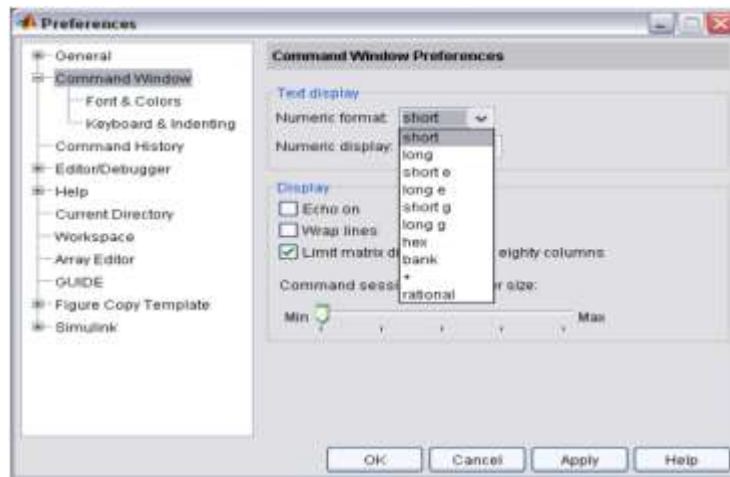 Preferences
General
Command Window
Font & Colors
Keyboard & Indenting
Command History
Editor/Debugger
Help
Current Directory
Workspace
Array Editor
GUIDE
Figure Copy Template
Simulink
Command Window Preferences
Text display
Numeric format: short
Numeric display:
short
long
short e
long e
short g
long g
hex
bank
+
rational
Display
Echo on
Wrap lines
Limit matrix d eighty columns
Command sessi er size:
Min Max
OK Cancel Apply Help